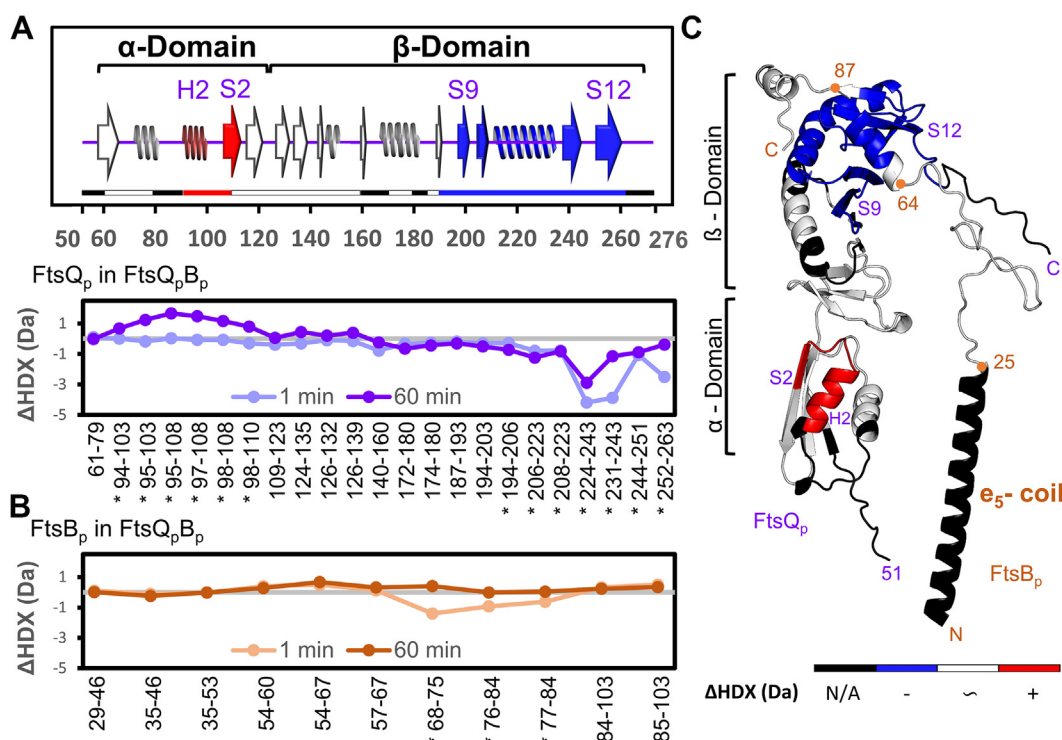 A
α-Domain β-Domain
H2 S2 S9 S12
50 60 80 100 120 140 160 180 200 220 240 260 276
FtsQp in FtsQpBp
ΔHDX (Da)
1
-1
-3
-5
1 min 60 min
61-79
* 94-103
* 95-103
* 95-108
* 97-108
* 98-108
* 98-110
109-123
124-135
126-132
126-139
140-160
172-180
174-180
187-193
194-203
* 194-206
* 206-223
* 208-223
* 224-243
* 231-243
* 244-251
* 252-263
B
FtsBp in FtsQpBp
ΔHDX (Da)
1
-1
-3
-5
1 min 60 min
29-46
35-46
35-53
54-60
54-67
57-67
* 68-75
* 76-84
* 77-84
84-103
85-103
C
ß - Domain
α - Domain
87
C
S12
64
S9
C
25
S2
H2
e5- coil
FtsQp
51
FtsBp
N
ΔHDX (Da) N/A - ∽ +